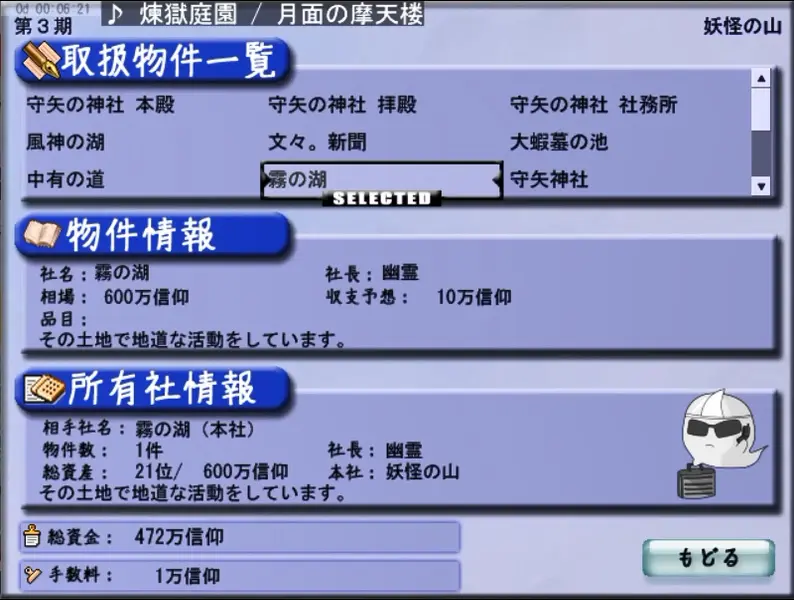 0d 00:06:21
♪ 煉獄庭園 / 月面の摩天楼
第3期
妖怪の山
取扱物件一覧
守矢の神社 本殿 守矢の神社 拝殿 守矢の神社 社務所
風神の湖 文々。新聞 大蝦蟇の池
中有の道 霧の湖 守矢神社
SELECTED
物件情報
社名：霧の湖 社長：幽霊
相場： 600万信仰 収支予想： 10万信仰
品目：
その土地で地道な活動をしています。
所有社情報
相手社名：霧の湖（本社）
物件数： 1件 社長：幽霊
総資産： 21位/ 600万信仰 本社：妖怪の山
その土地で地道な活動をしています。
総資金： 472万信仰
手数料： 1万信仰
もどる